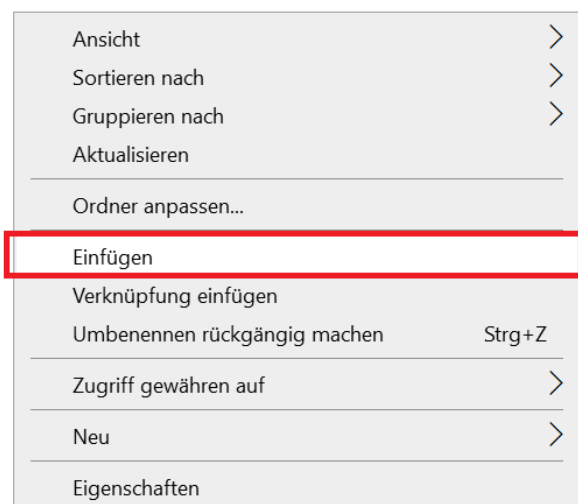 Ansicht
Sortieren nach
Gruppieren nach
Aktualisieren
Ordner anpassen...
Einfügen
Verknüpfung einfügen
Umbenennen rückgängig machen Strg+Z
Zugriff gewähren auf
Neu
Eigenschaften